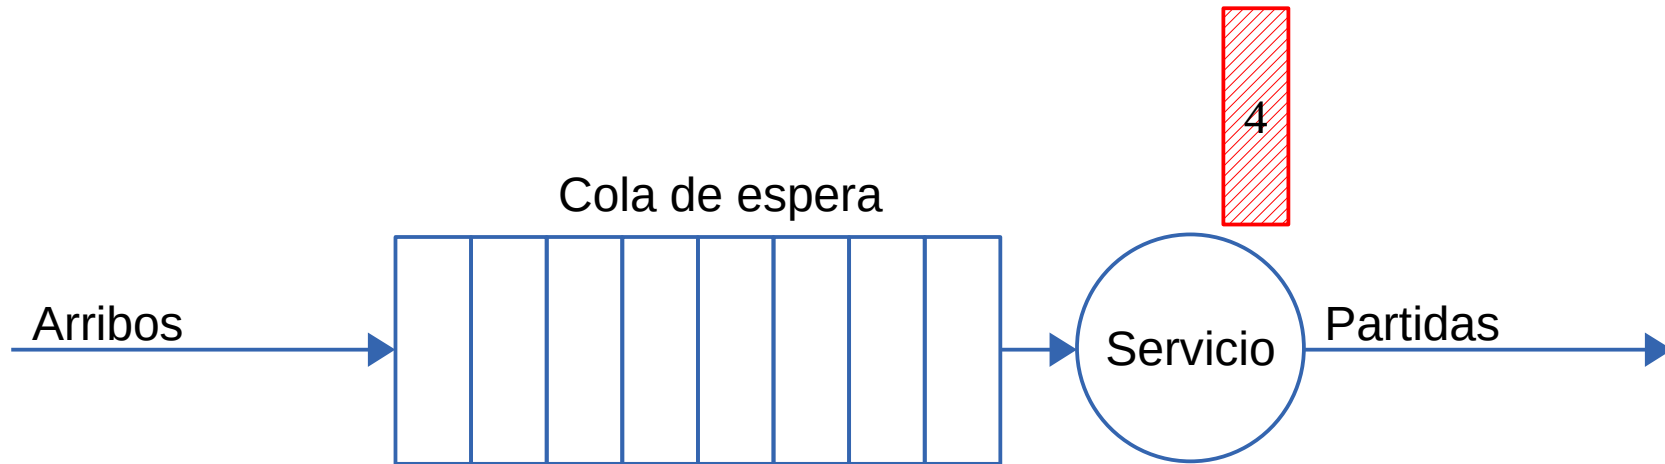 4
Cola de espera
Arribos
Servicio
Partidas